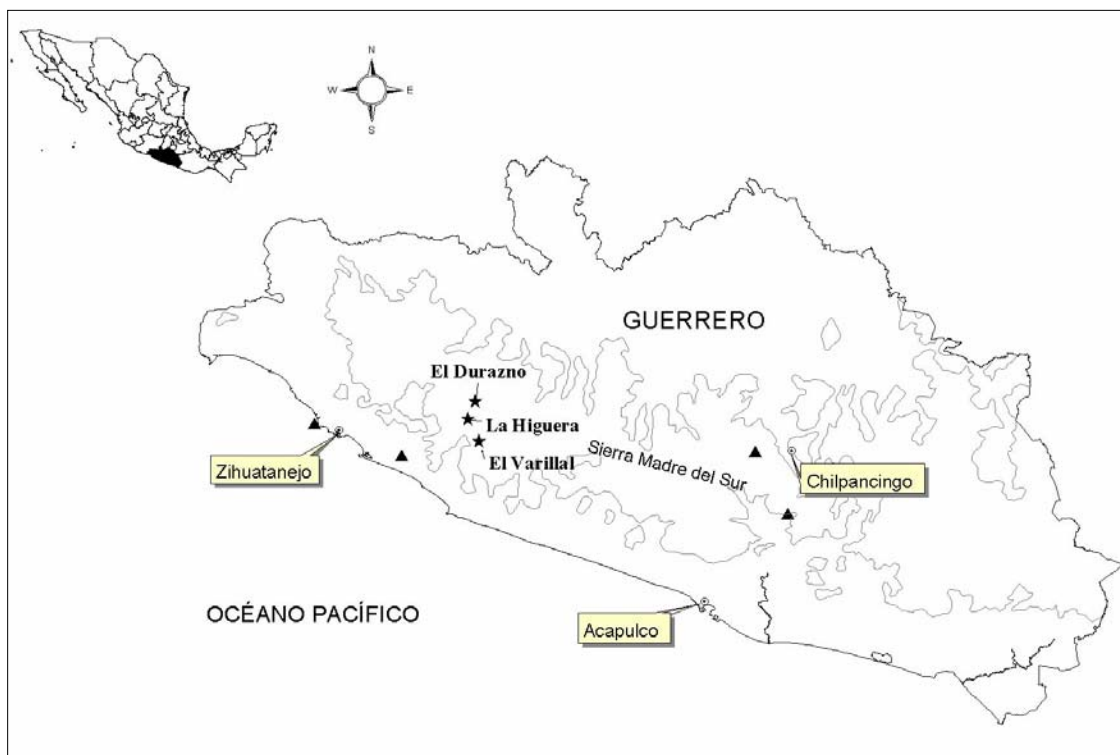 N
W E
S
GUERRERO
El Durazno
La Higuera
El Varillal
Sierra Madre del Sur
Zihuatanejo
Chilpancingo
OCÉANO PACÍFICO
Acapulco